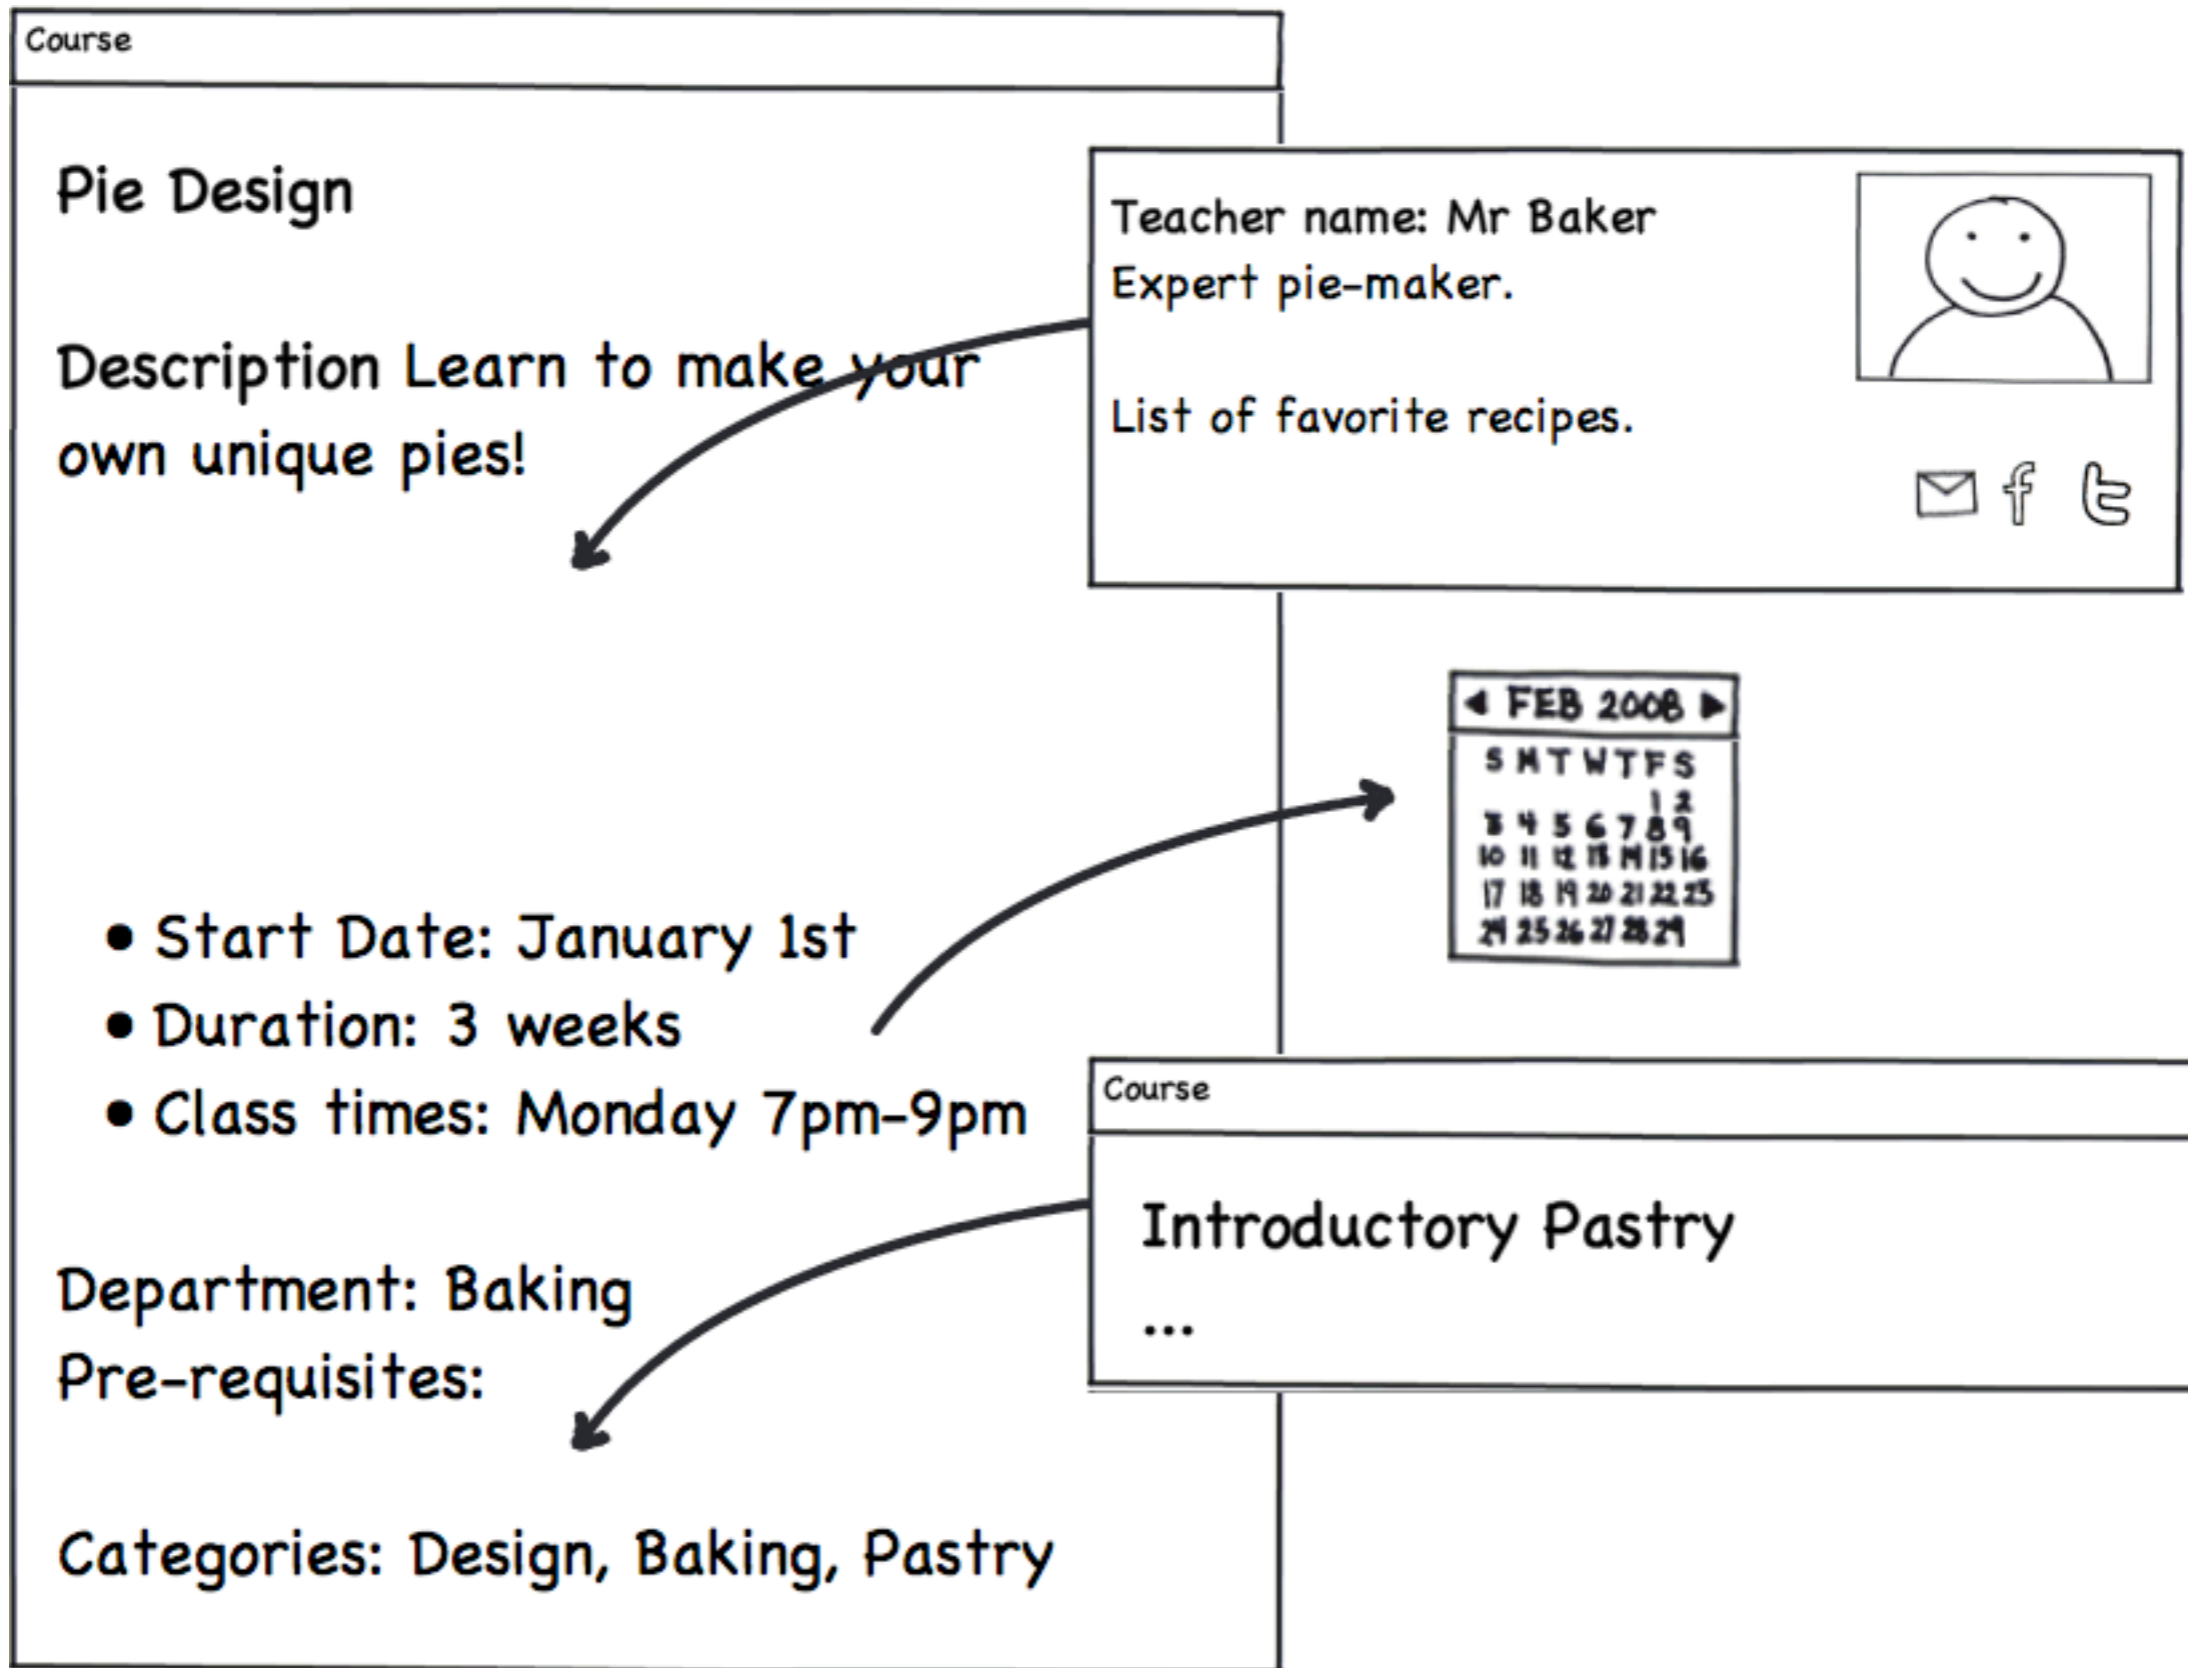 Course
Pie Design
Description Learn to make your
own unique pies!
Teacher name: Mr Baker
Expert pie-maker.
List of favorite recipes.
f t
FEB 2008
S M T W T F S
1 2
3 4 5 6 7 8 9
10 11 12 13 14 15 16
17 18 19 20 21 22 23
24 25 26 27 28 29
• Start Date: January 1st
• Duration: 3 weeks
• Class times: Monday 7pm-9pm
Course
Introductory Pastry
...
Department: Baking
Pre-requisites:
Categories: Design, Baking, Pastry